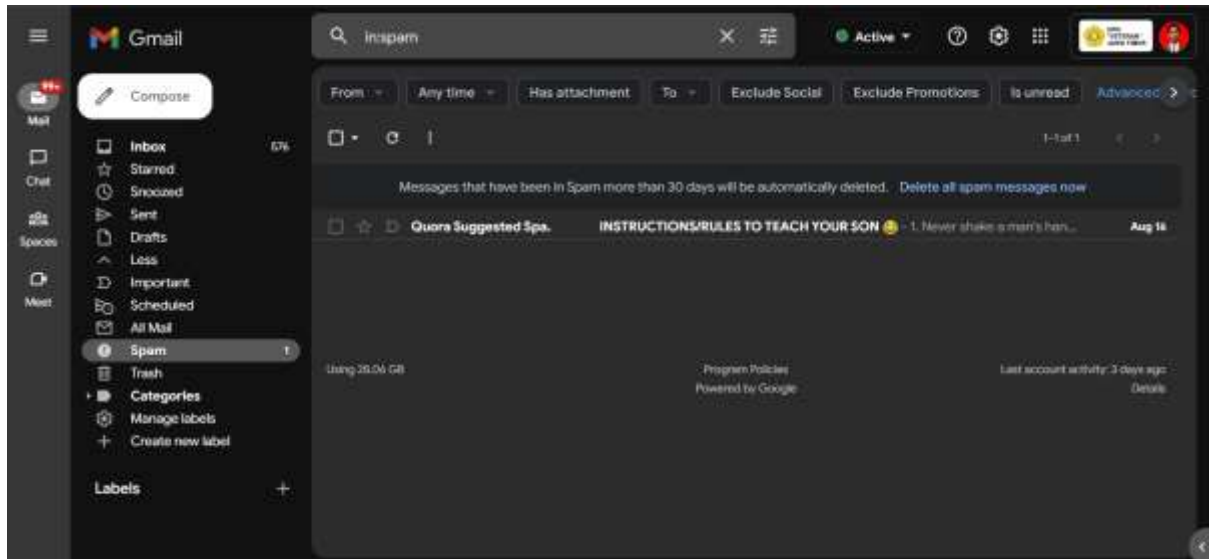 Gmail
in:spam
Active
99+
Mail
Chat
Spaces
Meet
Compose
Inbox 676
Starred
Snoozed
Sent
Drafts
Less
Important
Scheduled
All Mail
Spam 1
Trash
Categories
Manage labels
Create new label
Labels
From Any time Has attachment To Exclude Social Exclude Promotions Is unread Advanced
1–1 of 1
Messages that have been in Spam more than 30 days will be automatically deleted. Delete all spam messages now
Quora Suggested Spa. INSTRUCTIONS/RULES TO TEACH YOUR SON - 1. Never shake a man's han... Aug 16
Using 28.06 GB
Program Policies
Powered by Google
Last account activity: 3 days ago
Details